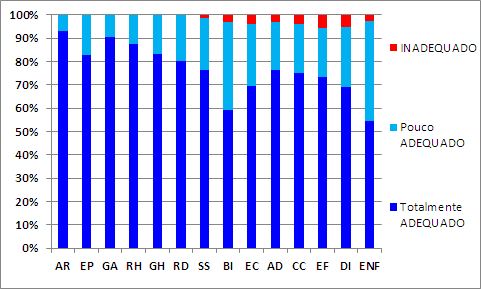 100%
90%
80%
70%
60%
50%
40%
30%
20%
10%
0%
AR EP GA RH GH RD SS BI EC AD CC EF DI ENF
INADEQUADO
Pouco
ADEQUADO
Totalmente
ADEQUADO